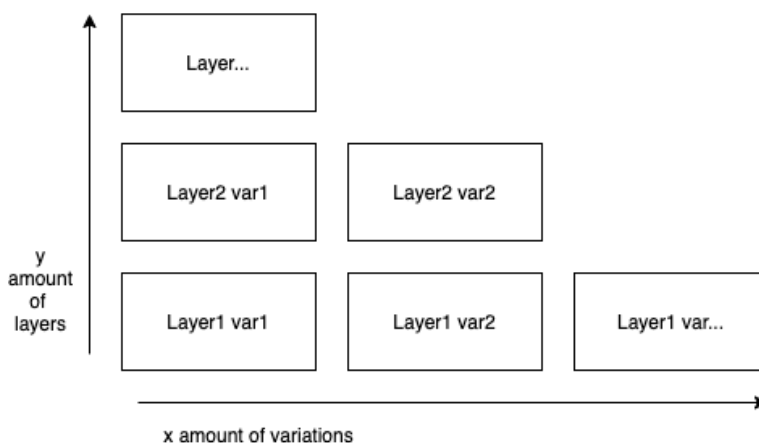 Layer...
Layer2 var1
Layer2 var2
y
amount
of
layers
Layer1 var1
Layer1 var2
Layer1 var...
x amount of variations